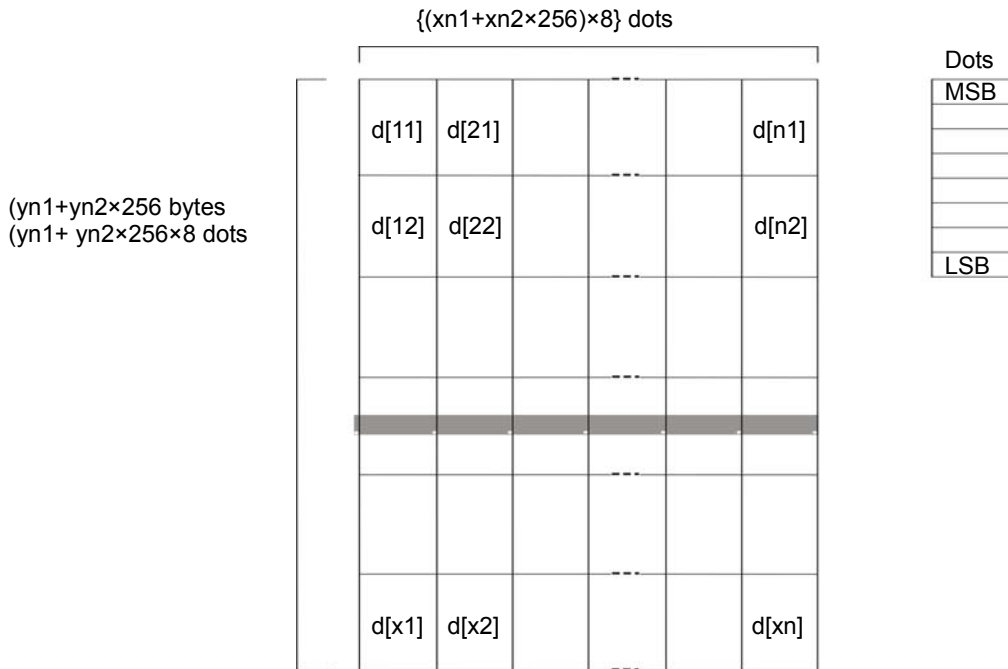 {(xn1+xn2×256)×8} dots
Dots
MSB
d[11] d[21] d[n1]
(yn1+yn2×256 bytes
(yn1+ yn2×256×8 dots
d[12] d[22] d[n2]
LSB
d[x1] d[x2] d[xn]